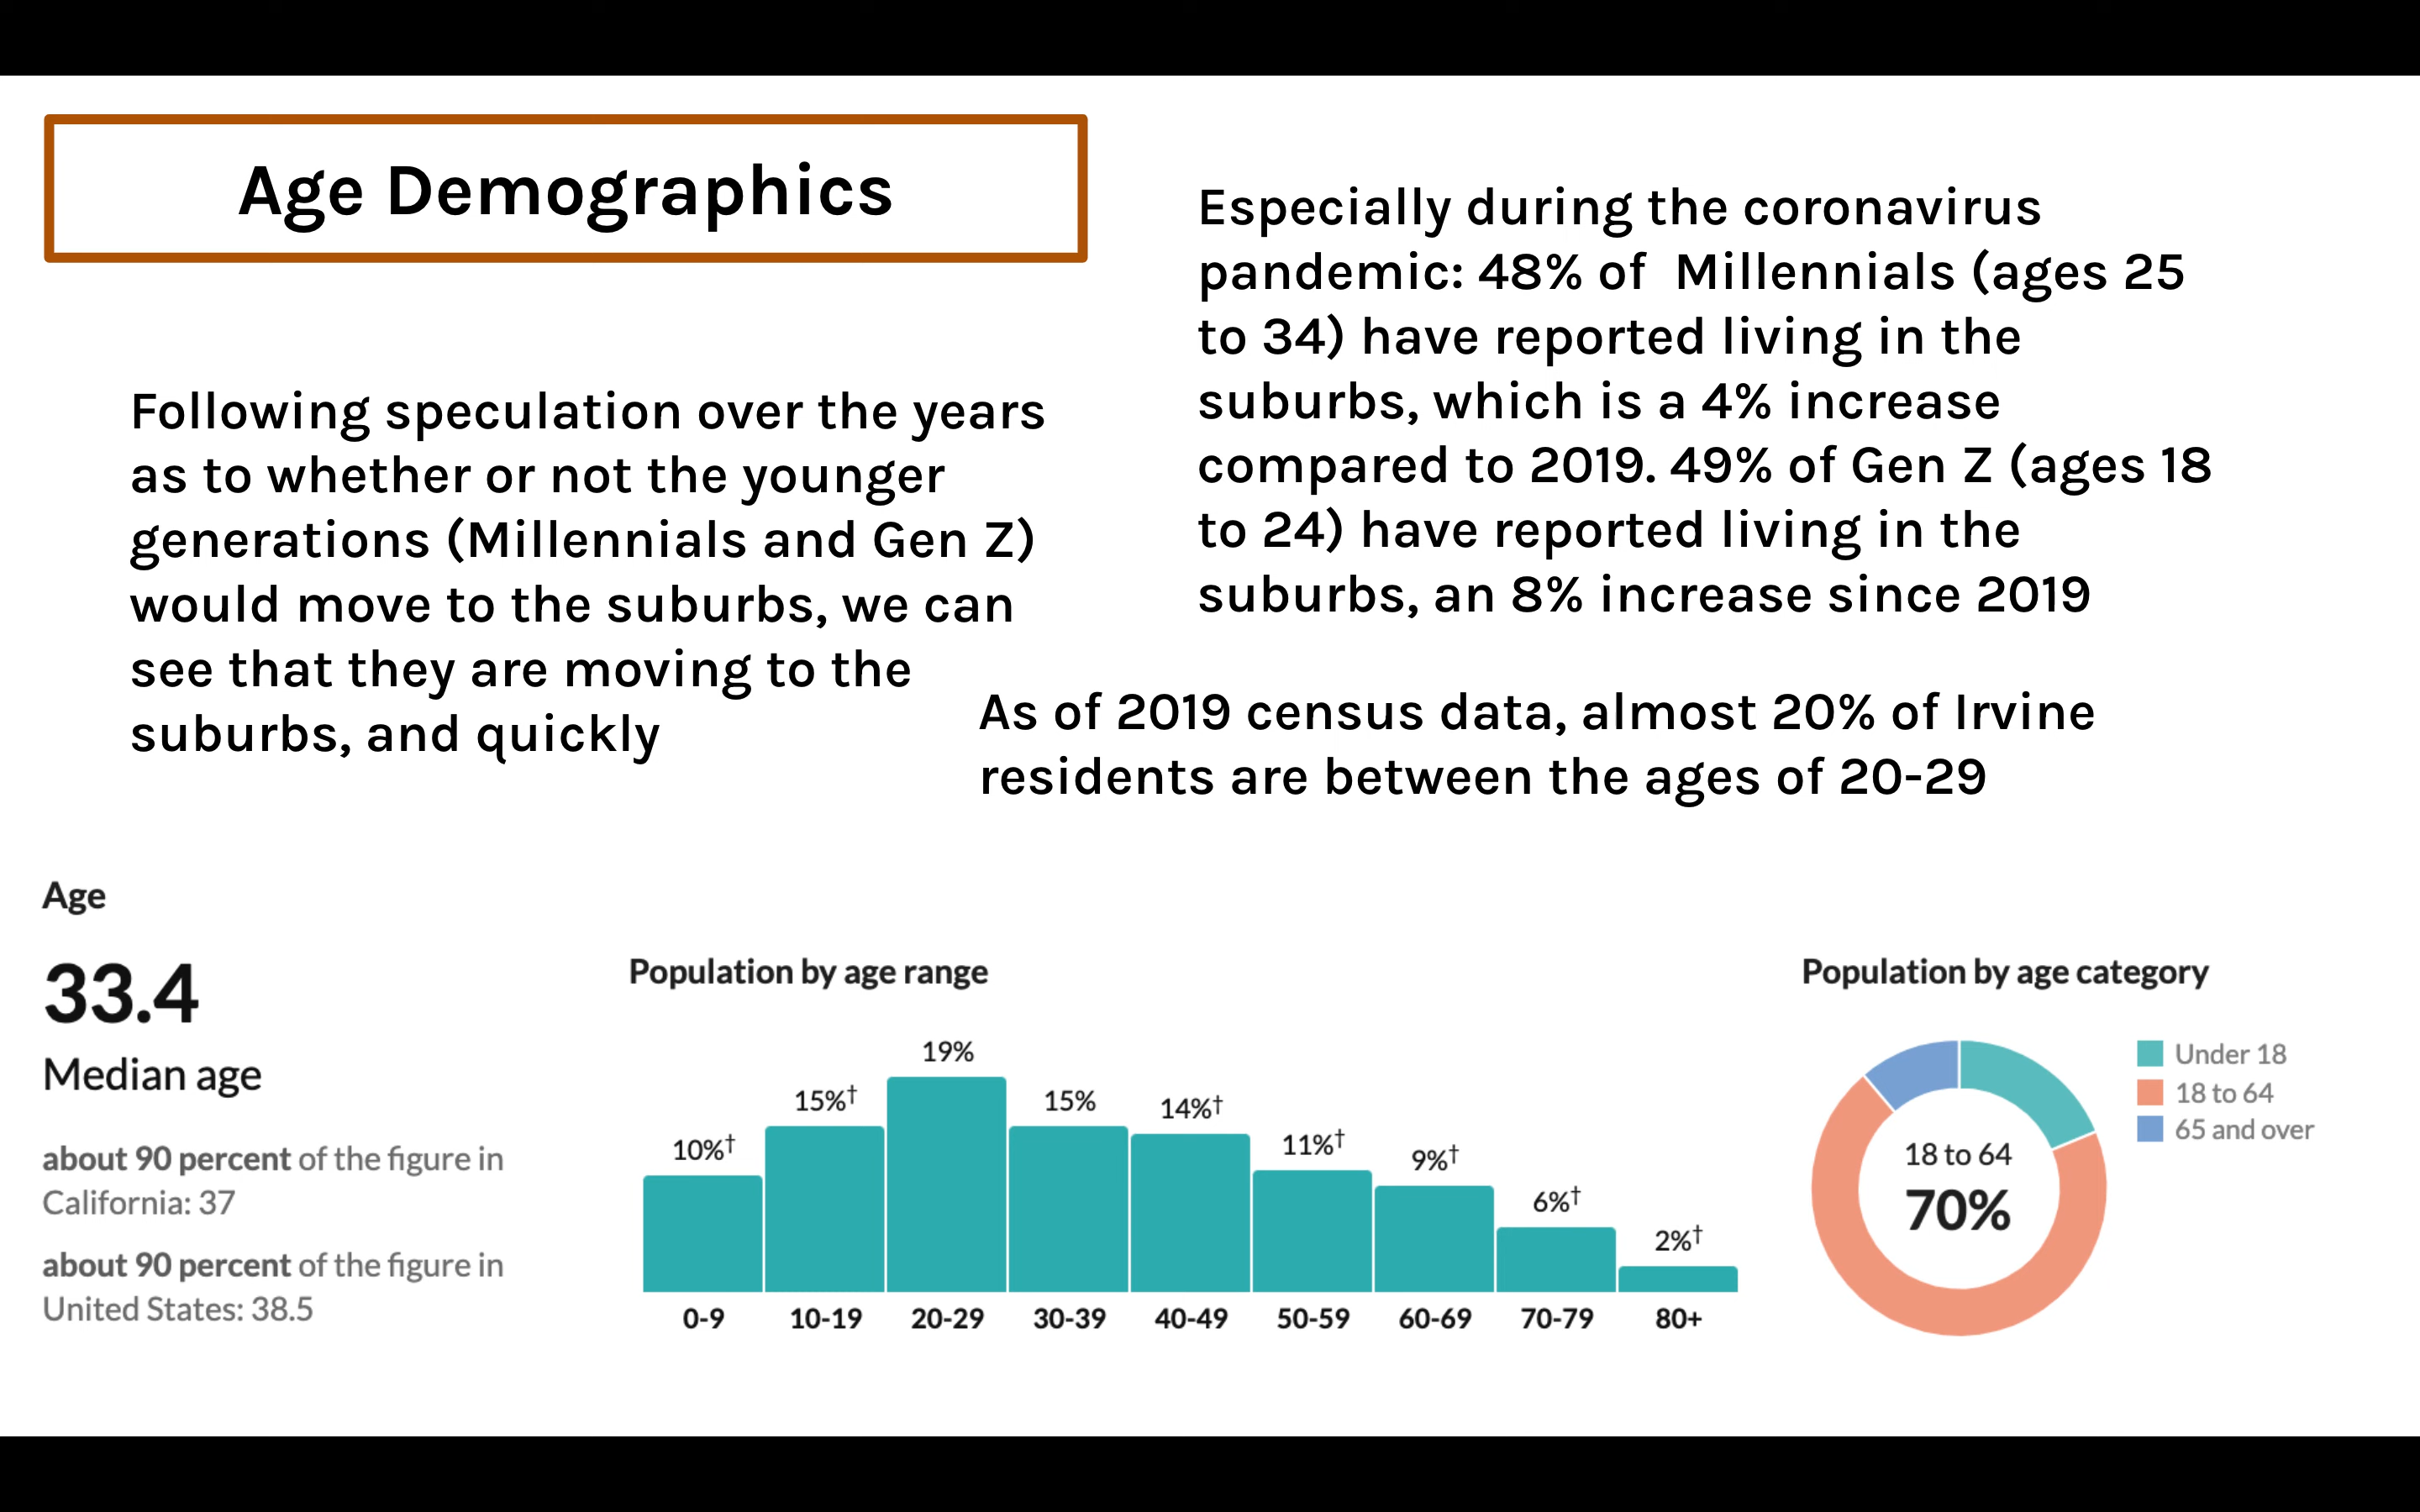 Age Demographics
Following speculation over the years
as to whether or not the younger
generations (Millennials and Gen Z)
would move to the suburbs, we can
see that they are moving to the
suburbs, and quickly
Especially during the coronavirus
pandemic: 48% of  Millennials (ages 25
to 34) have reported living in the
suburbs, which is a 4% increase
compared to 2019. 49% of Gen Z (ages 18
to 24) have reported living in the
suburbs, an 8% increase since 2019
As of 2019 census data, almost 20% of Irvine
residents are between the ages of 20-29
Age
33.4
Median age
about 90 percent of the figure in
California: 37
about 90 percent of the figure in
United States: 38.5
Population by age range
10%† 15%† 19% 15% 14%† 11%† 9%† 6%† 2%†
0-9 10-19 20-29 30-39 40-49 50-59 60-69 70-79 80+
Population by age category
Under 18
18 to 64
65 and over
18 to 64
70%